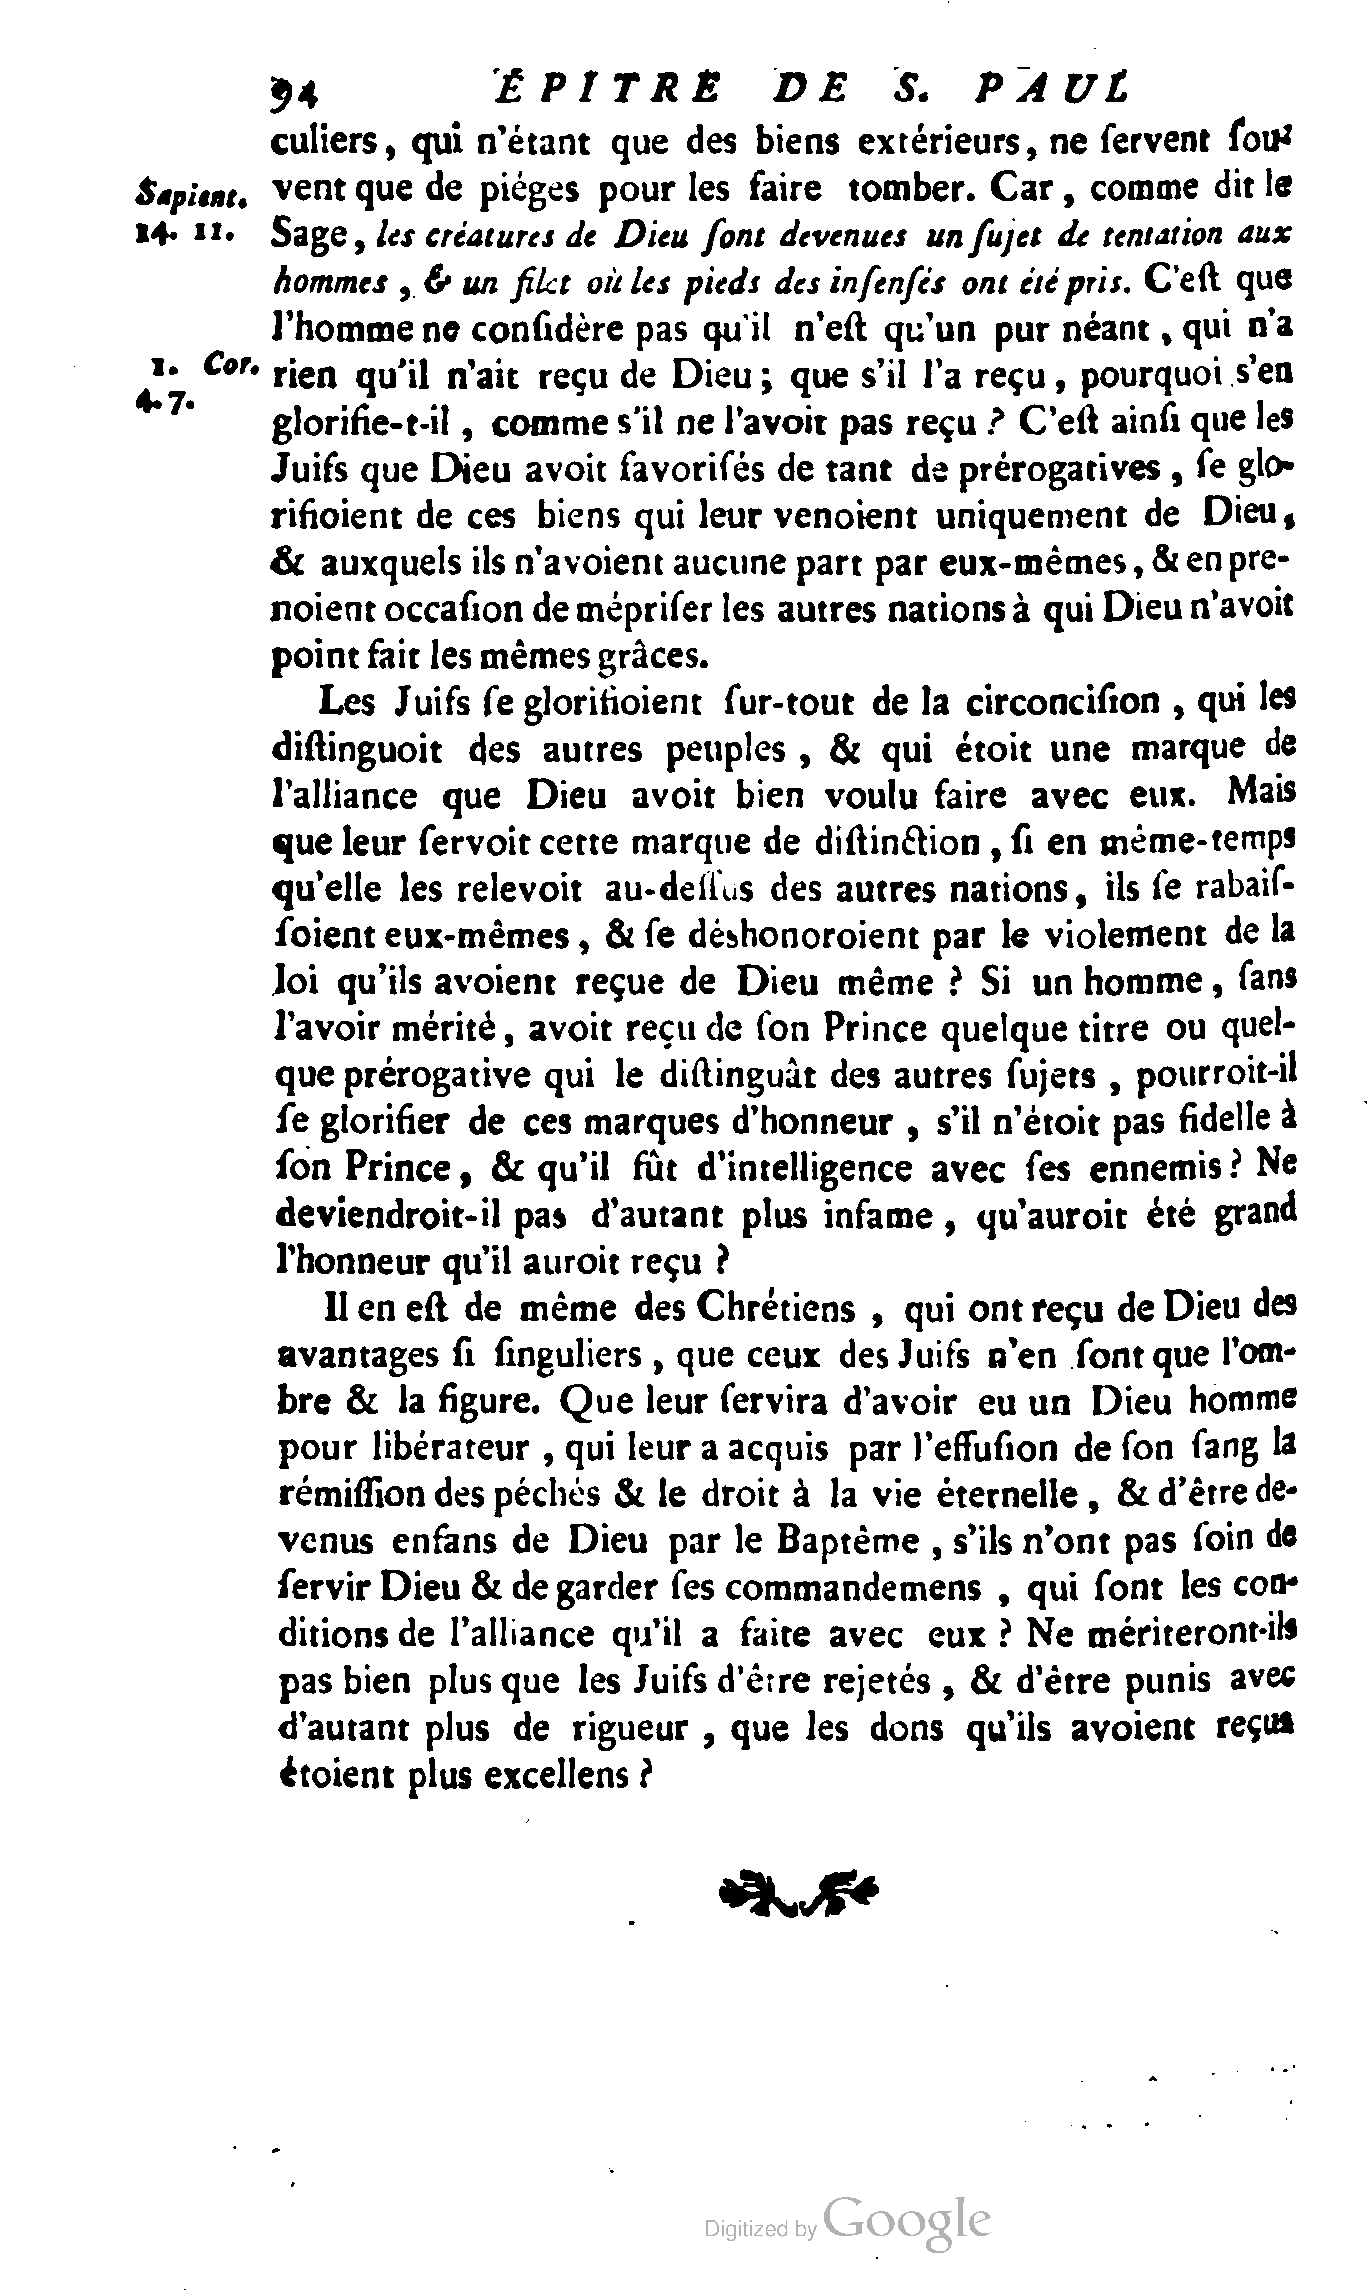 94 ÉPITRE DE S. PAUL
culiers, qui n'étant que des biens extérieurs, ne ſervent ſou-
Sapient. vent que de piéges pour les faire tomber. Car, comme dit le
14. 11. Sage, les créatures de Dieu ſont devenues un ſujet de tentation aux
hommes, & un filet où les pieds des inſenſés ont été pris. C'eſt que
l'homme ne conſidère pas qu'il n'eſt qu'un pur néant, qui n'a
1. Cor. rien qu'il n'ait reçu de Dieu; que s'il l'a reçu, pourquoi s'en
4. 7.
glorifie-t-il, comme s'il ne l'avoit pas reçu? C'eſt ainſi que les
Juifs que Dieu avoit favoriſés de tant de prérogatives, ſe glo-
rifioient de ces biens qui leur venoient uniquement de Dieu,
& auxquels ils n'avoient aucune part par eux-mêmes, & en pre-
noient occaſion de mépriſer les autres nations à qui Dieu n'avoit
point fait les mêmes grâces.
Les Juifs ſe glorifioient ſur-tout de la circonciſion, qui les
diſtinguoit des autres peuples, & qui étoit une marque de
l'alliance que Dieu avoit bien voulu faire avec eux. Mais
que leur ſervoit cette marque de diſtinction, ſi en même-temps
qu'elle les relevoit au-deſſus des autres nations, ils ſe rabaiſ-
ſoient eux-mêmes, & ſe déshonoroient par le violement de la
loi qu'ils avoient reçue de Dieu même? Si un homme, ſans
l'avoir mérité, avoit reçu de ſon Prince quelque titre ou quel-
que prérogative qui le diſtinguât des autres ſujets, pourroit-il
ſe glorifier de ces marques d'honneur, s'il n'étoit pas fidelle à
ſon Prince, & qu'il fût d'intelligence avec ſes ennemis? Ne
deviendroit-il pas d'autant plus infame, qu'auroit été grand
l'honneur qu'il auroit reçu?
Il en eſt de même des Chrétiens, qui ont reçu de Dieu des
avantages ſi ſinguliers, que ceux des Juifs n'en ſont que l'om-
bre & la figure. Que leur ſervira d'avoir eu un Dieu homme
pour libérateur, qui leur a acquis par l'effuſion de ſon ſang la
rémiſſion des péchés & le droit à la vie éternelle, & d'être de-
venus enfans de Dieu par le Baptême, s'ils n'ont pas ſoin de
ſervir Dieu & de garder ſes commandemens, qui ſont les con-
ditions de l'alliance qu'il a faite avec eux? Ne mériteront-ils
pas bien plus que les Juifs d'être rejetés, & d'être punis avec
d'autant plus de rigueur, que les dons qu'ils avoient reçus
étoient plus excellens?
Digitized by Google